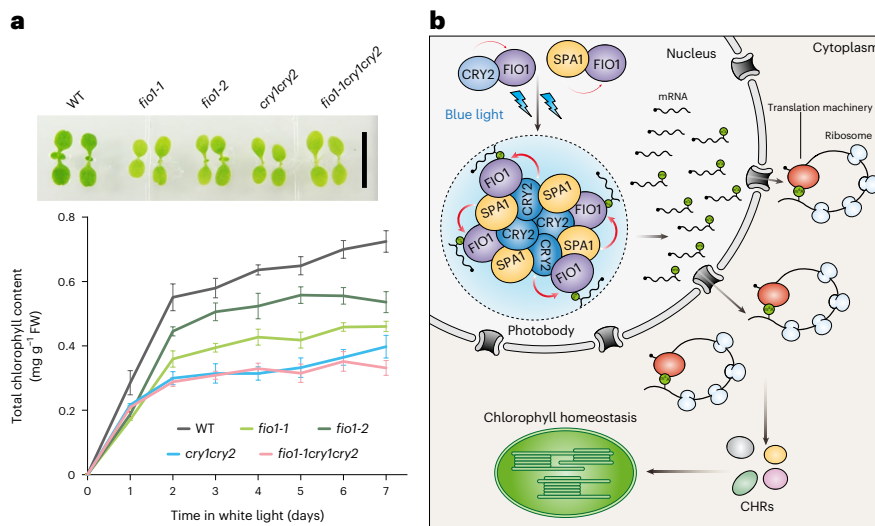 a
WT
fio1-1
fio1-2
cry1cry2
fio1-1cry1cry2
0.8
0.6
0.4
0.2
0
Total chlorophyll content
(mg g⁻¹ FW)
WT
fio1-1
fio1-2
cry1cry2
fio1-1cry1cry2
0 1 2 3 4 5 6 7
Time in white light (days)
b
CRY2
FIO1
SPA1
FIO1
Nucleus
Cytoplasm
Blue light
mRNA
Translation machinery
Ribosome
FIO1
CRY2
SPA1
SPA1
FIO1
CRY2
FIO1
CRY2
SPA1
CRY2
SPA1
FIO1
Photobody
Chlorophyll homeostasis
CHRs